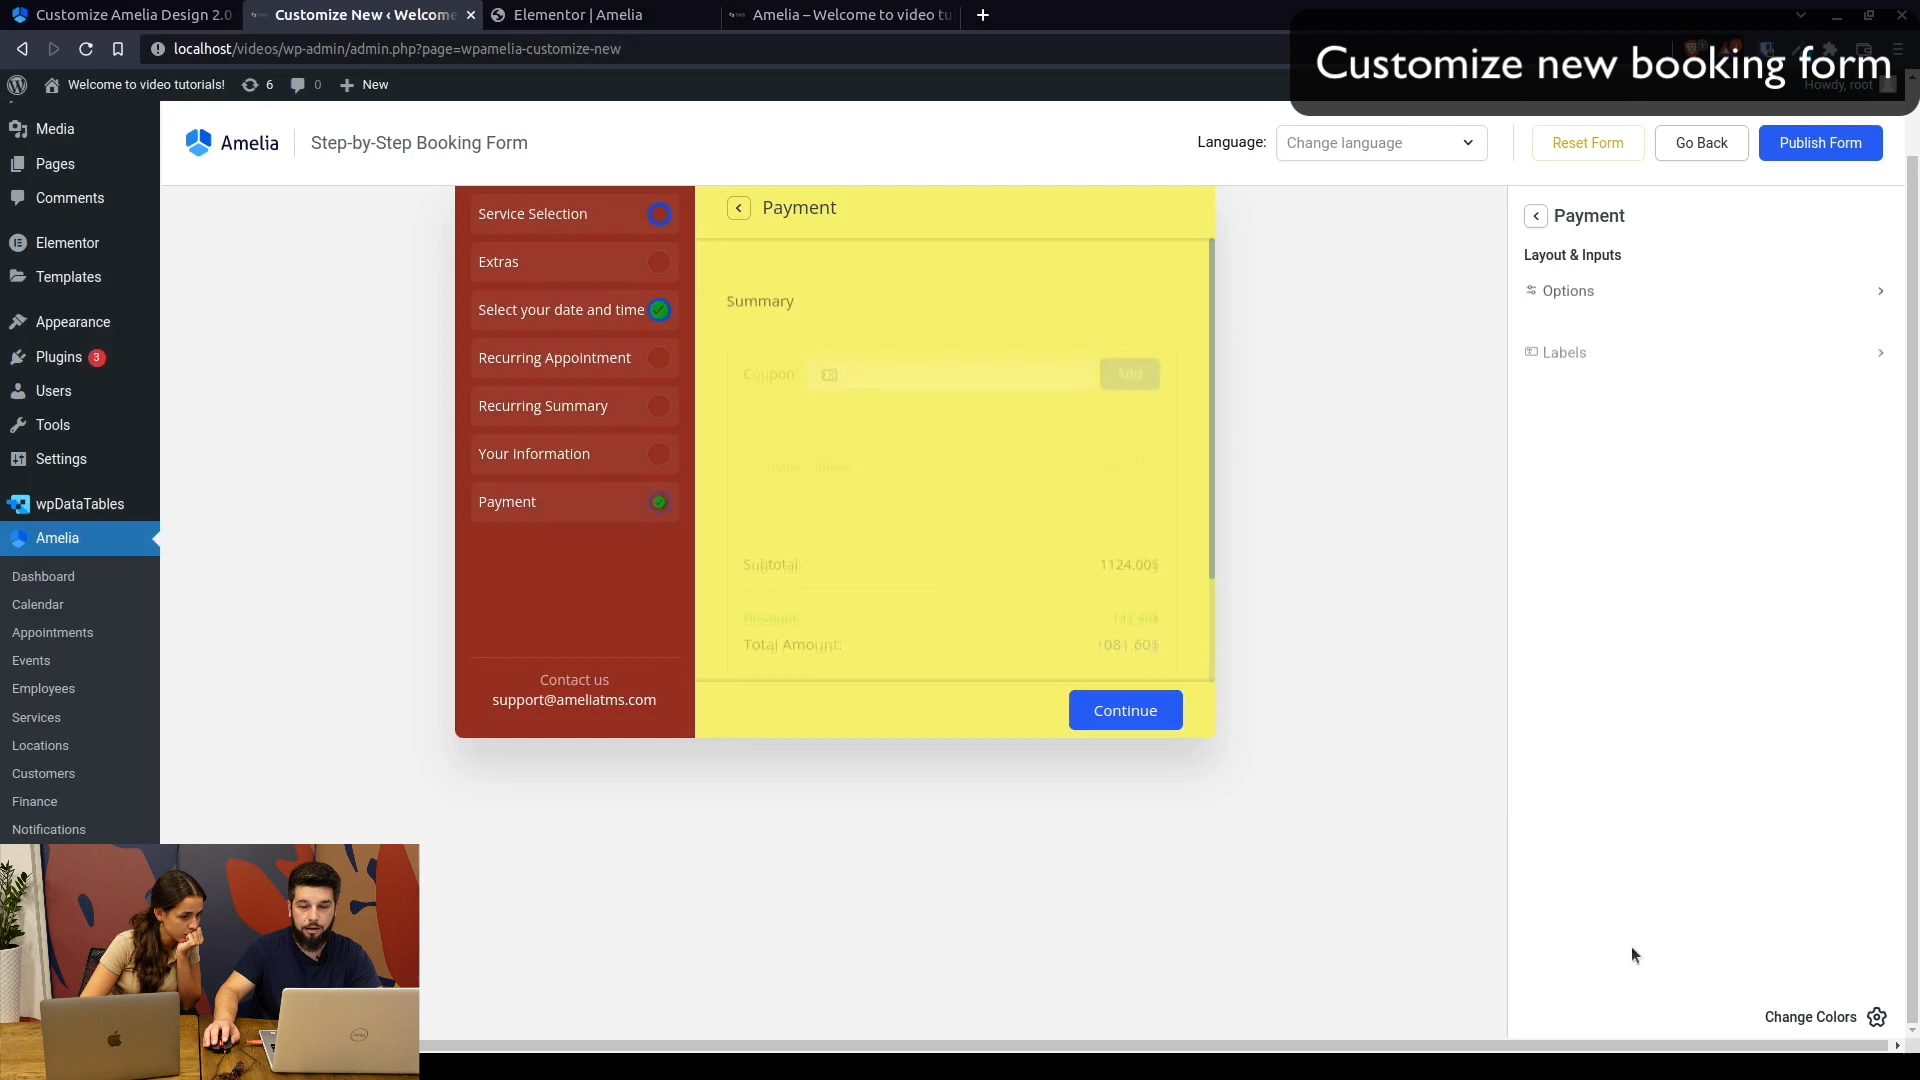 Customize Amelia Design 2.0
Customize New ‹ Welcome
Elementor | Amelia
Amelia – Welcome to video tu
localhost/videos/wp-admin/admin.php?page=wpamelia-customize-new
Customize new booking form
Welcome to video tutorials!
6
0
New
Howdy, root
Media
Pages
Comments
Elementor
Templates
Appearance
Plugins 3
Users
Tools
Settings
wpDataTables
Amelia
Dashboard
Calendar
Appointments
Events
Employees
Services
Locations
Customers
Finance
Notifications
Amelia
Step-by-Step Booking Form
Language:
Change language
Reset Form
Go Back
Publish Form
Service Selection
Extras
Select your date and time
Recurring Appointment
Recurring Summary
Your Information
Payment
Contact us
support@ameliatms.com
Payment
Summary
Coupon
Add
Subtotal:
1124.00$
Discount:
Total Amount:
Continue
Payment
Layout & Inputs
Options
Labels
Change Colors